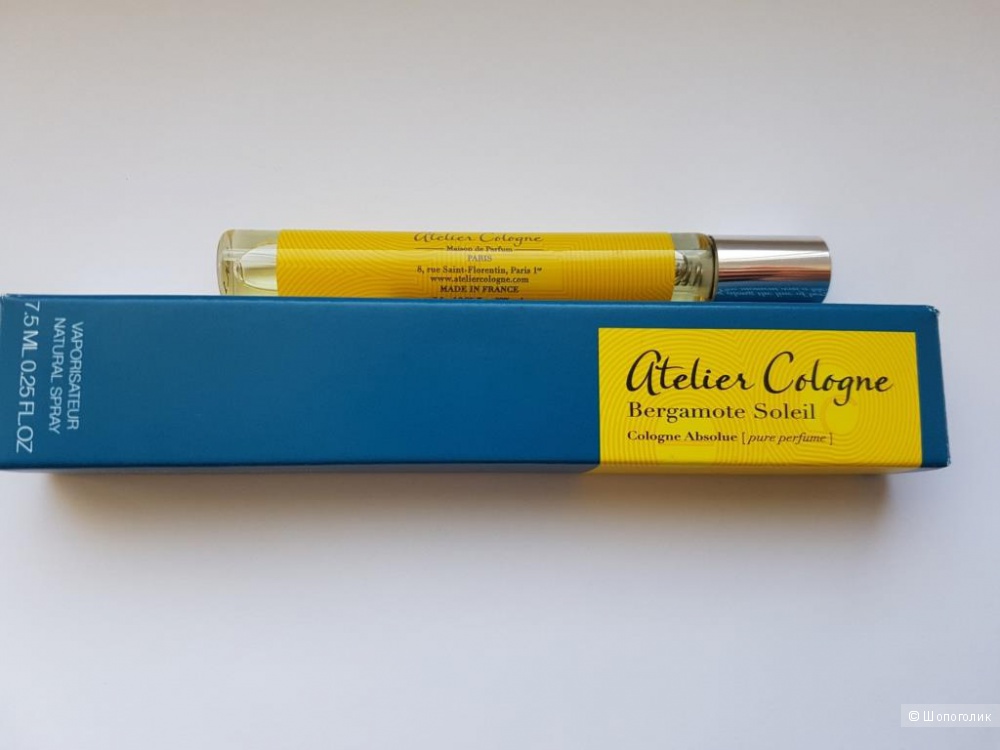 Atelier Cologne
Maison de Parfum
PARIS
8, rue Saint-Florentin, Paris 1er
www.ateliercologne.com
MADE IN FRANCE
7.5 ML 0.25 FL.OZ
VAPORISATEUR
NATURAL SPRAY
Atelier Cologne
Bergamote Soleil
Cologne Absolue [ pure perfume ]
© Шопоголик